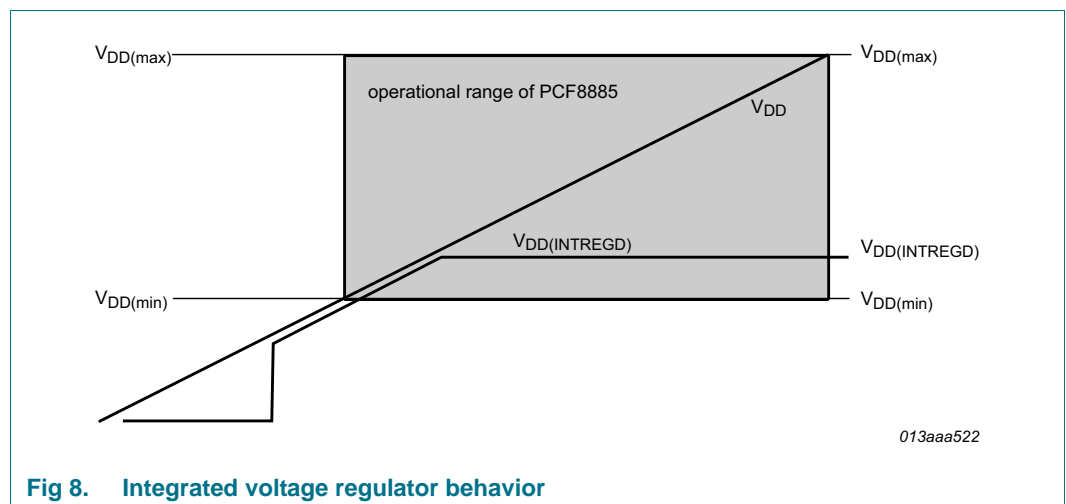 VDD(max)
VDD(max)
operational range of PCF8885
VDD
VDD(INTREGD)
VDD(INTREGD)
VDD(min)
VDD(min)
013aaa522
Fig 8. Integrated voltage regulator behavior